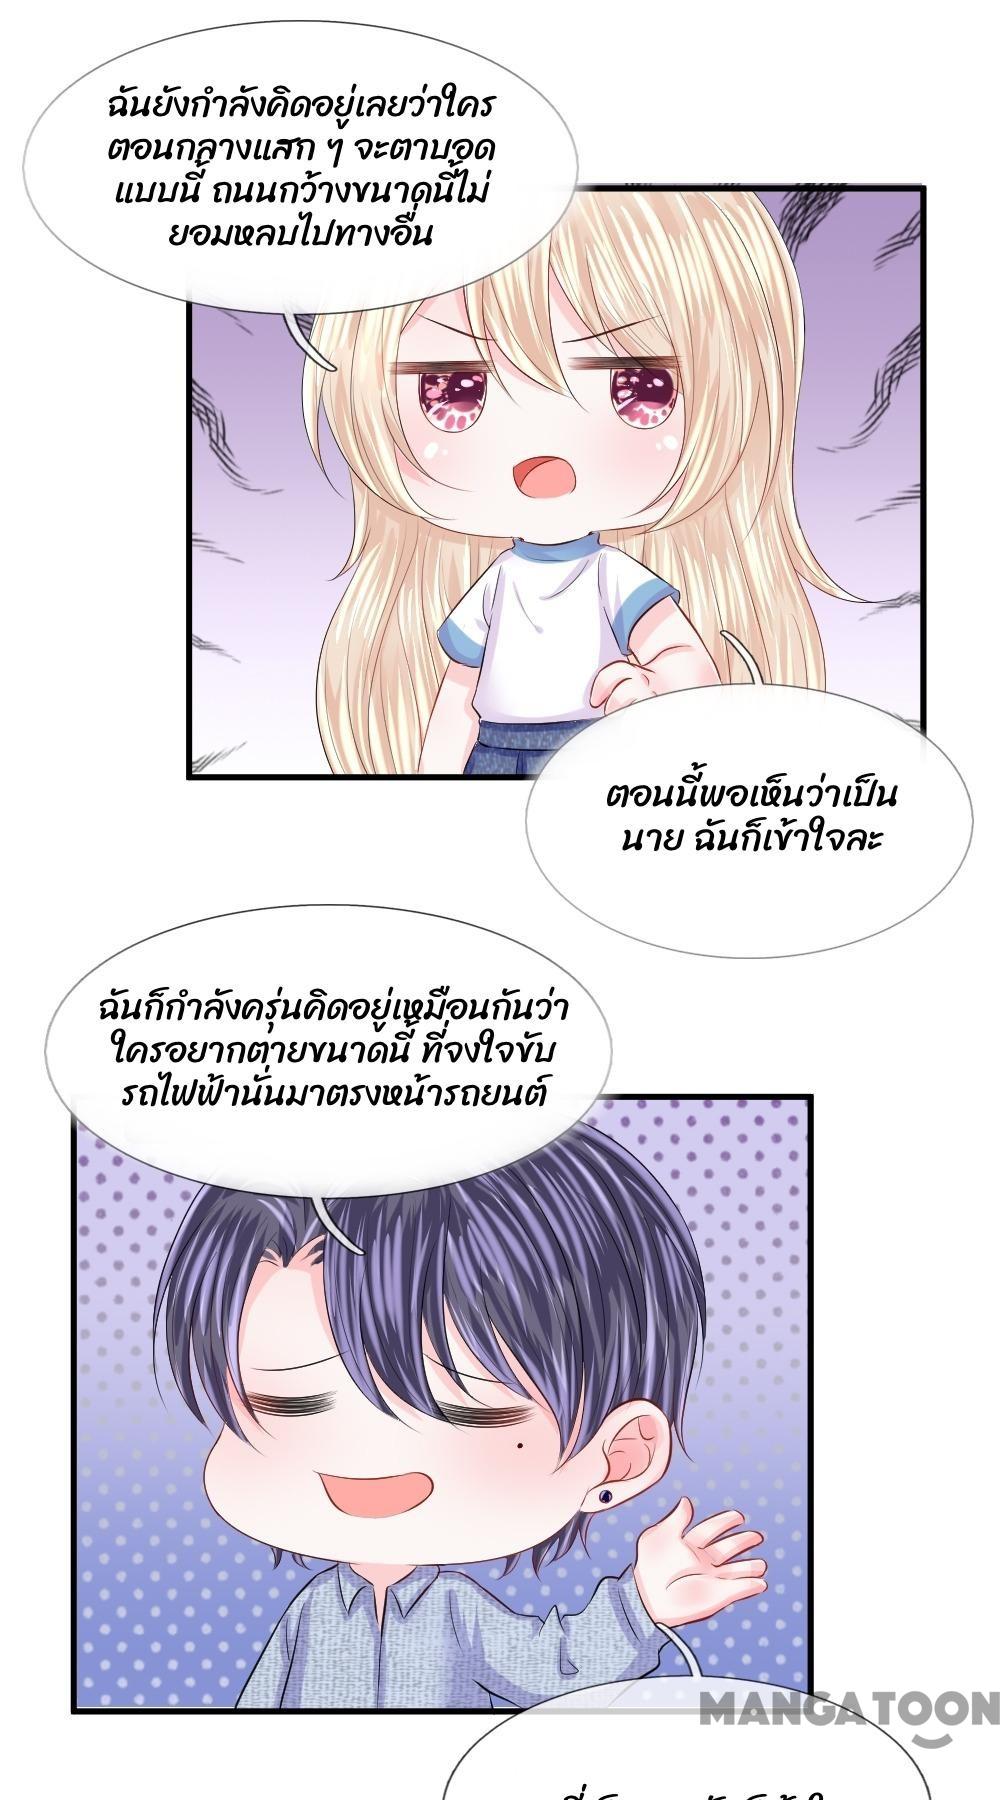 ฉันยังกำลังคิดอยู่เลยว่าใคร
ตอนกลางแสก ๆ จะตาบอด
แบบนี้ ถนนกว้างขนาดนี้ไม่
ยอมหลบไปทางอื่น
ตอนนี้พอเห็นว่าเป็น
นาย ฉันก็เข้าใจละ
ฉันก็กำลังครุ่นคิดอยู่เหมือนกันว่า
ใครอยากตายขนาดนี้ ที่จงใจขับ
รถไฟฟ้านั่นมาตรงหน้ารถยนต์
MANGATOON